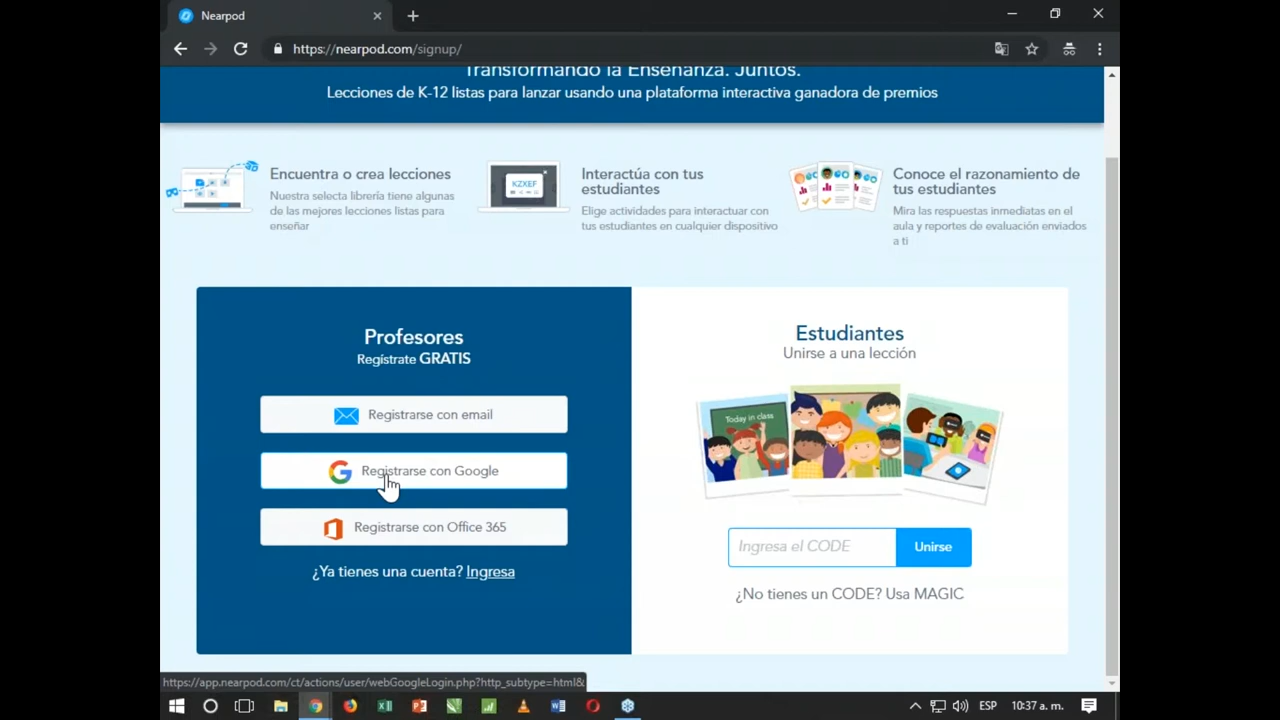 Nearpod
https://nearpod.com/signup/
Transformando la Enseñanza. Juntos.
Lecciones de K-12 listas para lanzar usando una plataforma interactiva ganadora de premios
Encuentra o crea lecciones
Nuestra selecta librería tiene algunas
de las mejores lecciones listas para
enseñar
KZXEF
Interactúa con tus
estudiantes
Elige actividades para interactuar con
tus estudiantes en cualquier dispositivo
Conoce el razonamiento de
tus estudiantes
Mira las respuestas inmediatas en el
aula y reportes de evaluación enviados
a ti
Profesores
Regístrate GRATIS
Registrarse con email
Registrarse con Google
Registrarse con Office 365
¿Ya tienes una cuenta? Ingresa
Estudiantes
Unirse a una lección
Today in class
Ingresa el CODE
Unirse
¿No tienes un CODE? Usa MAGIC
https://app.nearpod.com/ct/actions/user/webGoogleLogin.php?http_subtype=html&
ESP
10:37 a. m.